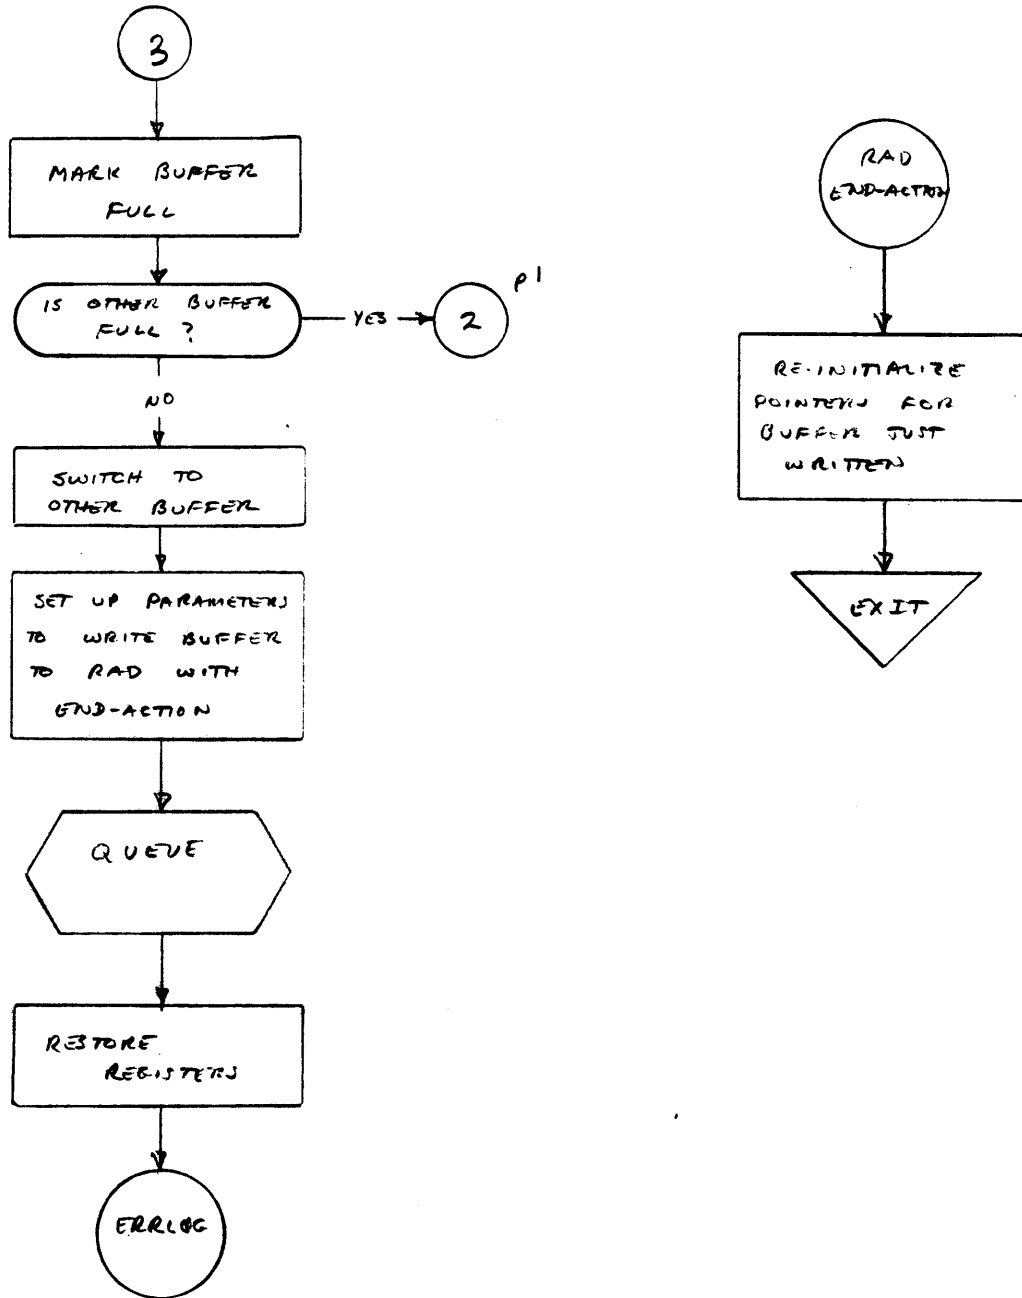 3
MARK BUFFER
FULL
IS OTHER BUFFER
FULL ?
YES
2
P 1
NO
SWITCH TO
OTHER BUFFER
SET UP PARAMETERS
TO WRITE BUFFER
TO RAD WITH
END-ACTION
QUEUE
RESTORE
REGISTERS
ERRLOG
RAD
END-ACTION
RE-INITIALIZE
POINTERS FOR
BUFFER JUST
WRITTEN
EXIT